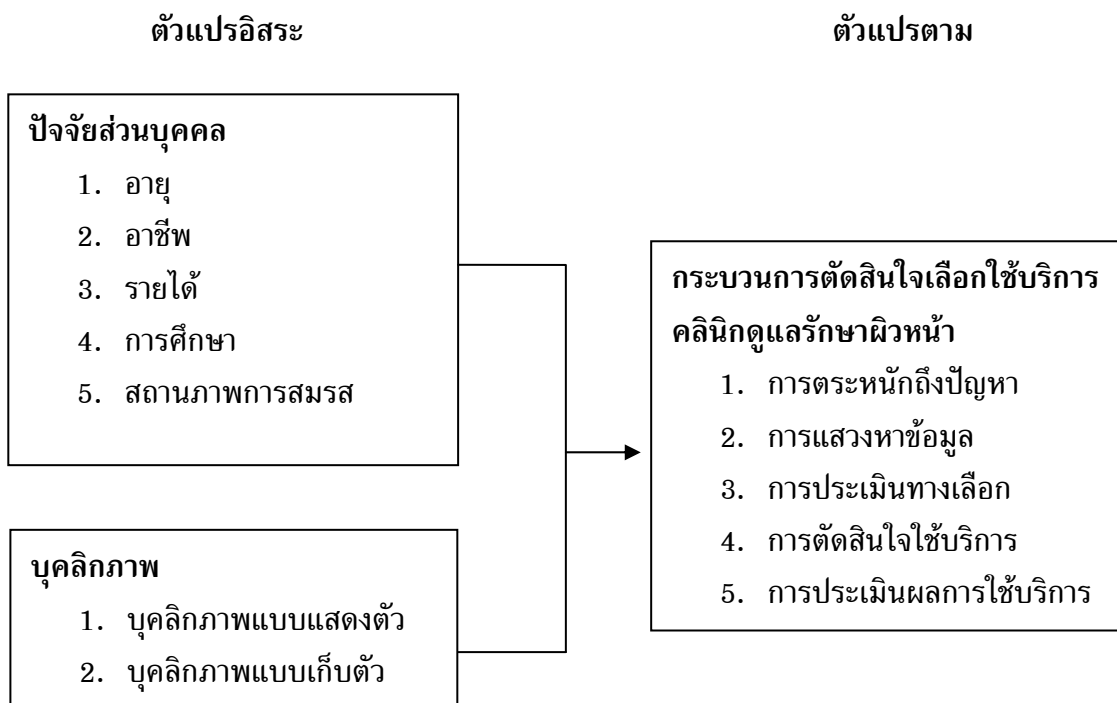 ตัวแปรอิสระ
ตัวแปรตาม
ปัจจัยส่วนบุคคล
1. อายุ
2. อาชีพ
3. รายได้
4. การศึกษา
5. สถานภาพการสมรส
บุคลิกภาพ
1. บุคลิกภาพแบบแสดงตัว
2. บุคลิกภาพแบบเก็บตัว
กระบวนการตัดสินใจเลือกใช้บริการ
คลินิกดูแลรักษาผิวหน้า
1. การตระหนักถึงปัญหา
2. การแสวงหาข้อมูล
3. การประเมินทางเลือก
4. การตัดสินใจใช้บริการ
5. การประเมินผลการใช้บริการ